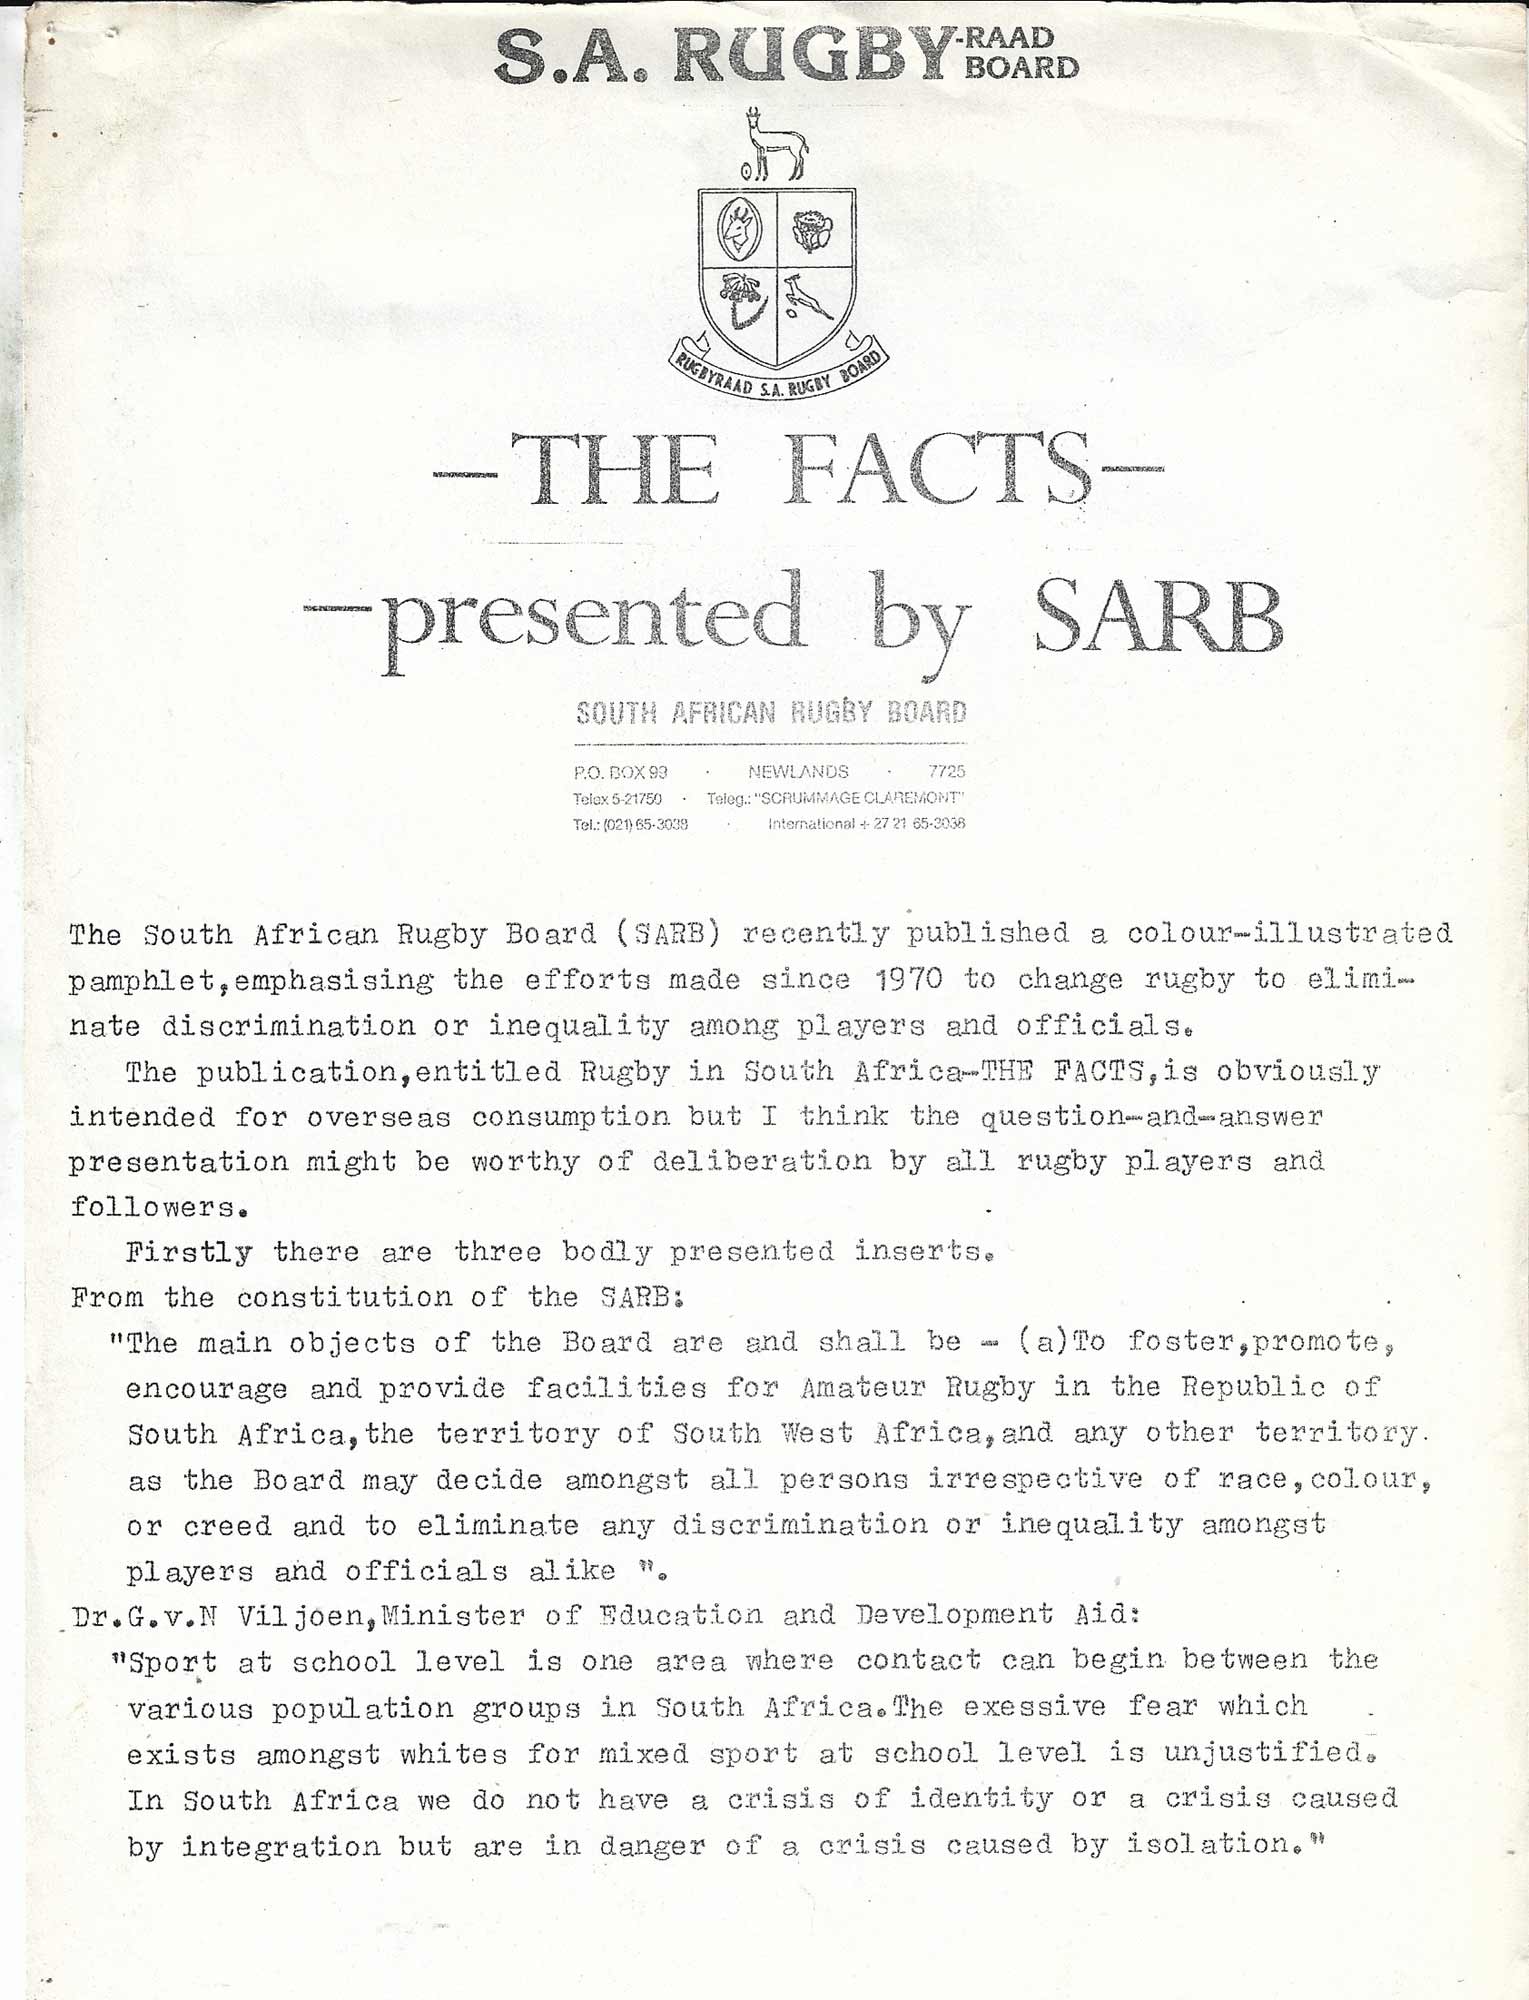 S.A. RUGBY-RAAD
BOARD
RUGBYRAAD S.A. RUGBY BOARD
—THE FACTS—
—presented by SARB
SOUTH AFRICAN RUGBY BOARD
P.O. BOX 99 · NEWLANDS · 7725
Telex 5-21750 · Teleg.: "SCRUMMAGE CLAREMONT"
Tel.: (021) 65-3038 · International + 27 21 65-3038
The South African Rugby Board (SARB) recently published a colour-illustrated
pamphlet,emphasising the efforts made since 1970 to change rugby to elimi-
nate discrimination or inequality among players and officials.
The publication,entitled Rugby in South Africa-THE FACTS,is obviously
intended for overseas consumption but I think the question-and-answer
presentation might be worthy of deliberation by all rugby players and
followers.
Firstly there are three bodly presented inserts.
From the constitution of the SARB:
"The main objects of the Board are and shall be - (a)To foster,promote,
encourage and provide facilities for Amateur Rugby in the Republic of
South Africa,the territory of South West Africa,and any other territory.
as the Board may decide amongst all persons irrespective of race,colour,
or creed and to eliminate any discrimination or inequality amongst
players and officials alike ".
Dr.G.v.N Viljoen,Minister of Education and Development Aid:
"Sport at school level is one area where contact can begin between the
various population groups in South Africa.The exessive fear which
exists amongst whites for mixed sport at school level is unjustified.
In South Africa we do not have a crisis of identity or a crisis caused
by integration but are in danger of a crisis caused by isolation."